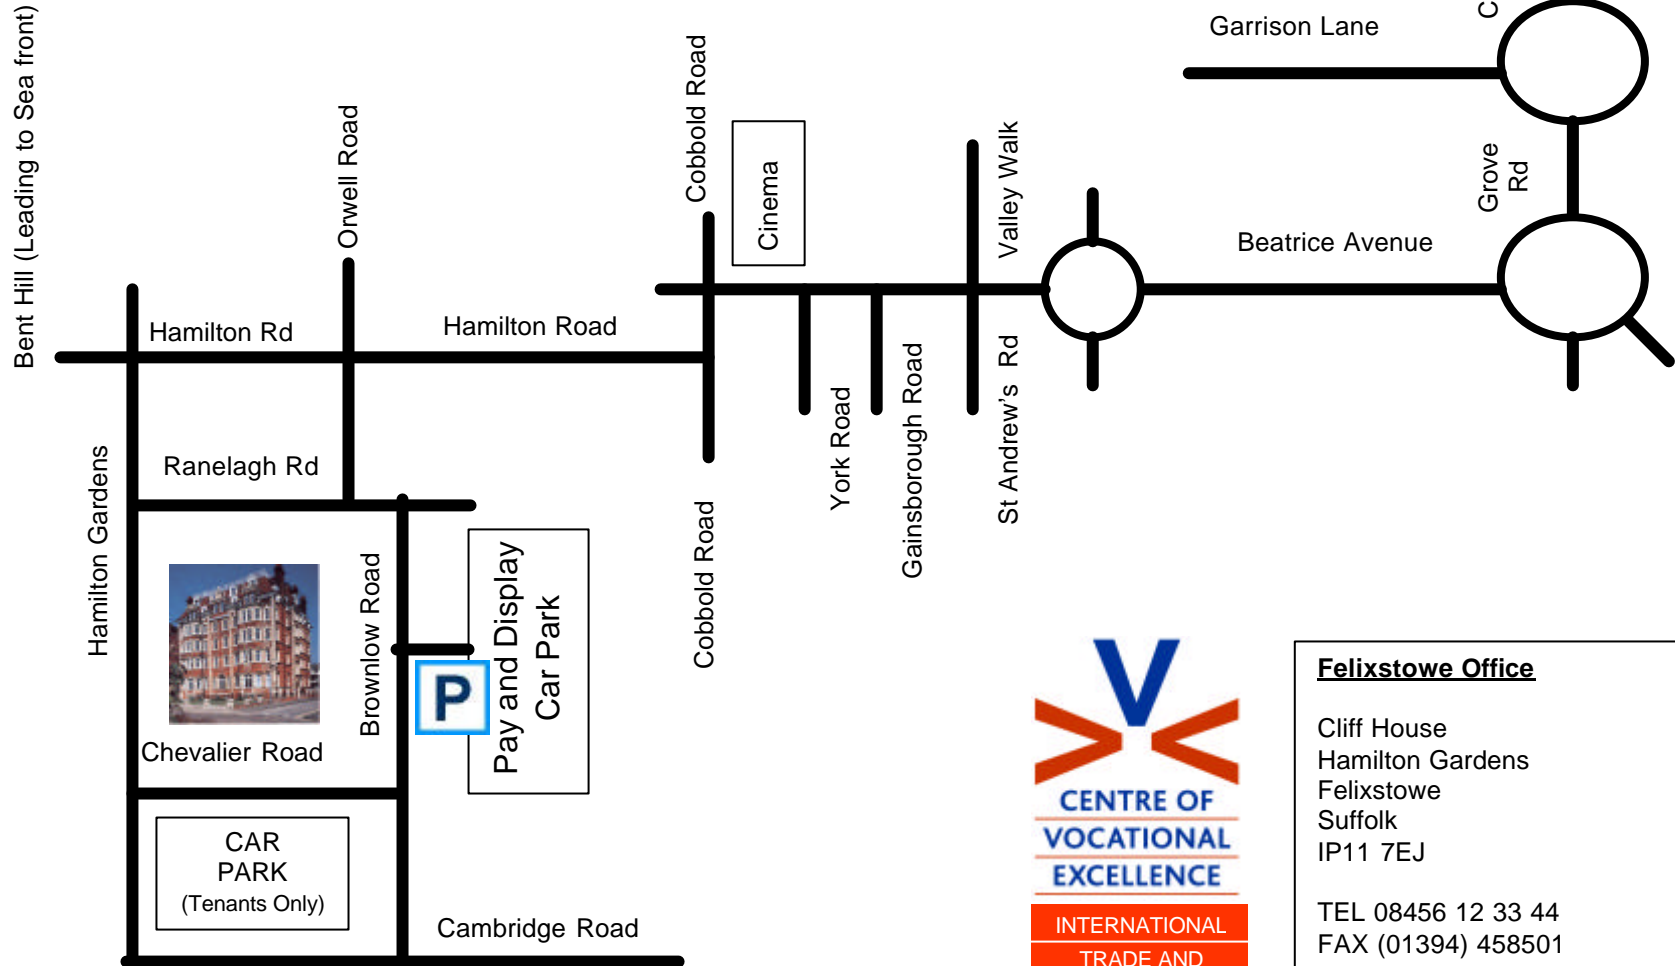 Bent Hill (Leading to Sea front)
Garrison Lane
C
Orwell Road
Cobbold Road
Cinema
Valley Walk
Grove
Rd
Beatrice Avenue
Hamilton Rd
Hamilton Road
York Road
Gainsborough Road
St Andrew's Rd
Hamilton Gardens
Ranelagh Rd
Brownlow Road
P
Pay and Display
Car Park
Cobbold Road
Chevalier Road
CAR
PARK
(Tenants Only)
Cambridge Road
CENTRE OF
VOCATIONAL
EXCELLENCE
INTERNATIONAL
TRADE AND
Felixstowe Office
Cliff House
Hamilton Gardens
Felixstowe
Suffolk
IP11 7EJ
TEL 08456 12 33 44
FAX (01394) 458501